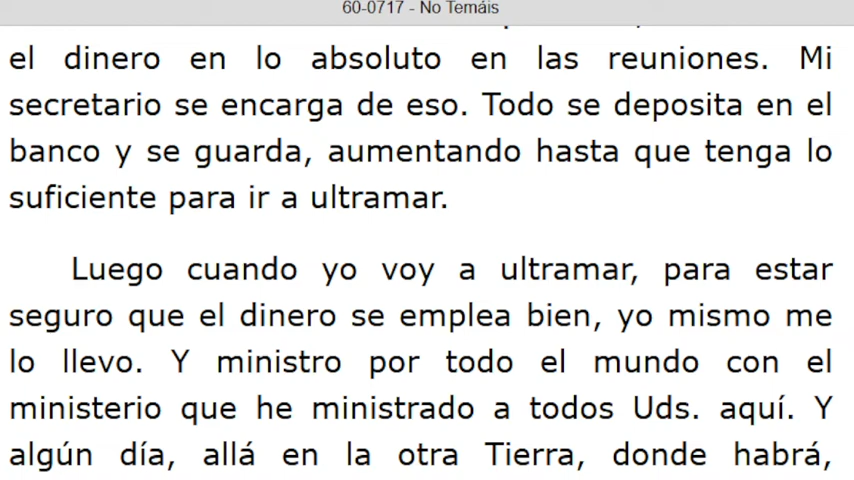 60-0717 - No Temáis
el dinero en lo absoluto en las reuniones. Mi
secretario se encarga de eso. Todo se deposita en el
banco y se guarda, aumentando hasta que tenga lo
suficiente para ir a ultramar.
Luego cuando yo voy a ultramar, para estar
seguro que el dinero se emplea bien, yo mismo me
lo llevo. Y ministro por todo el mundo con el
ministerio que he ministrado a todos Uds. aquí. Y
algún día, allá en la otra Tierra, donde habrá,